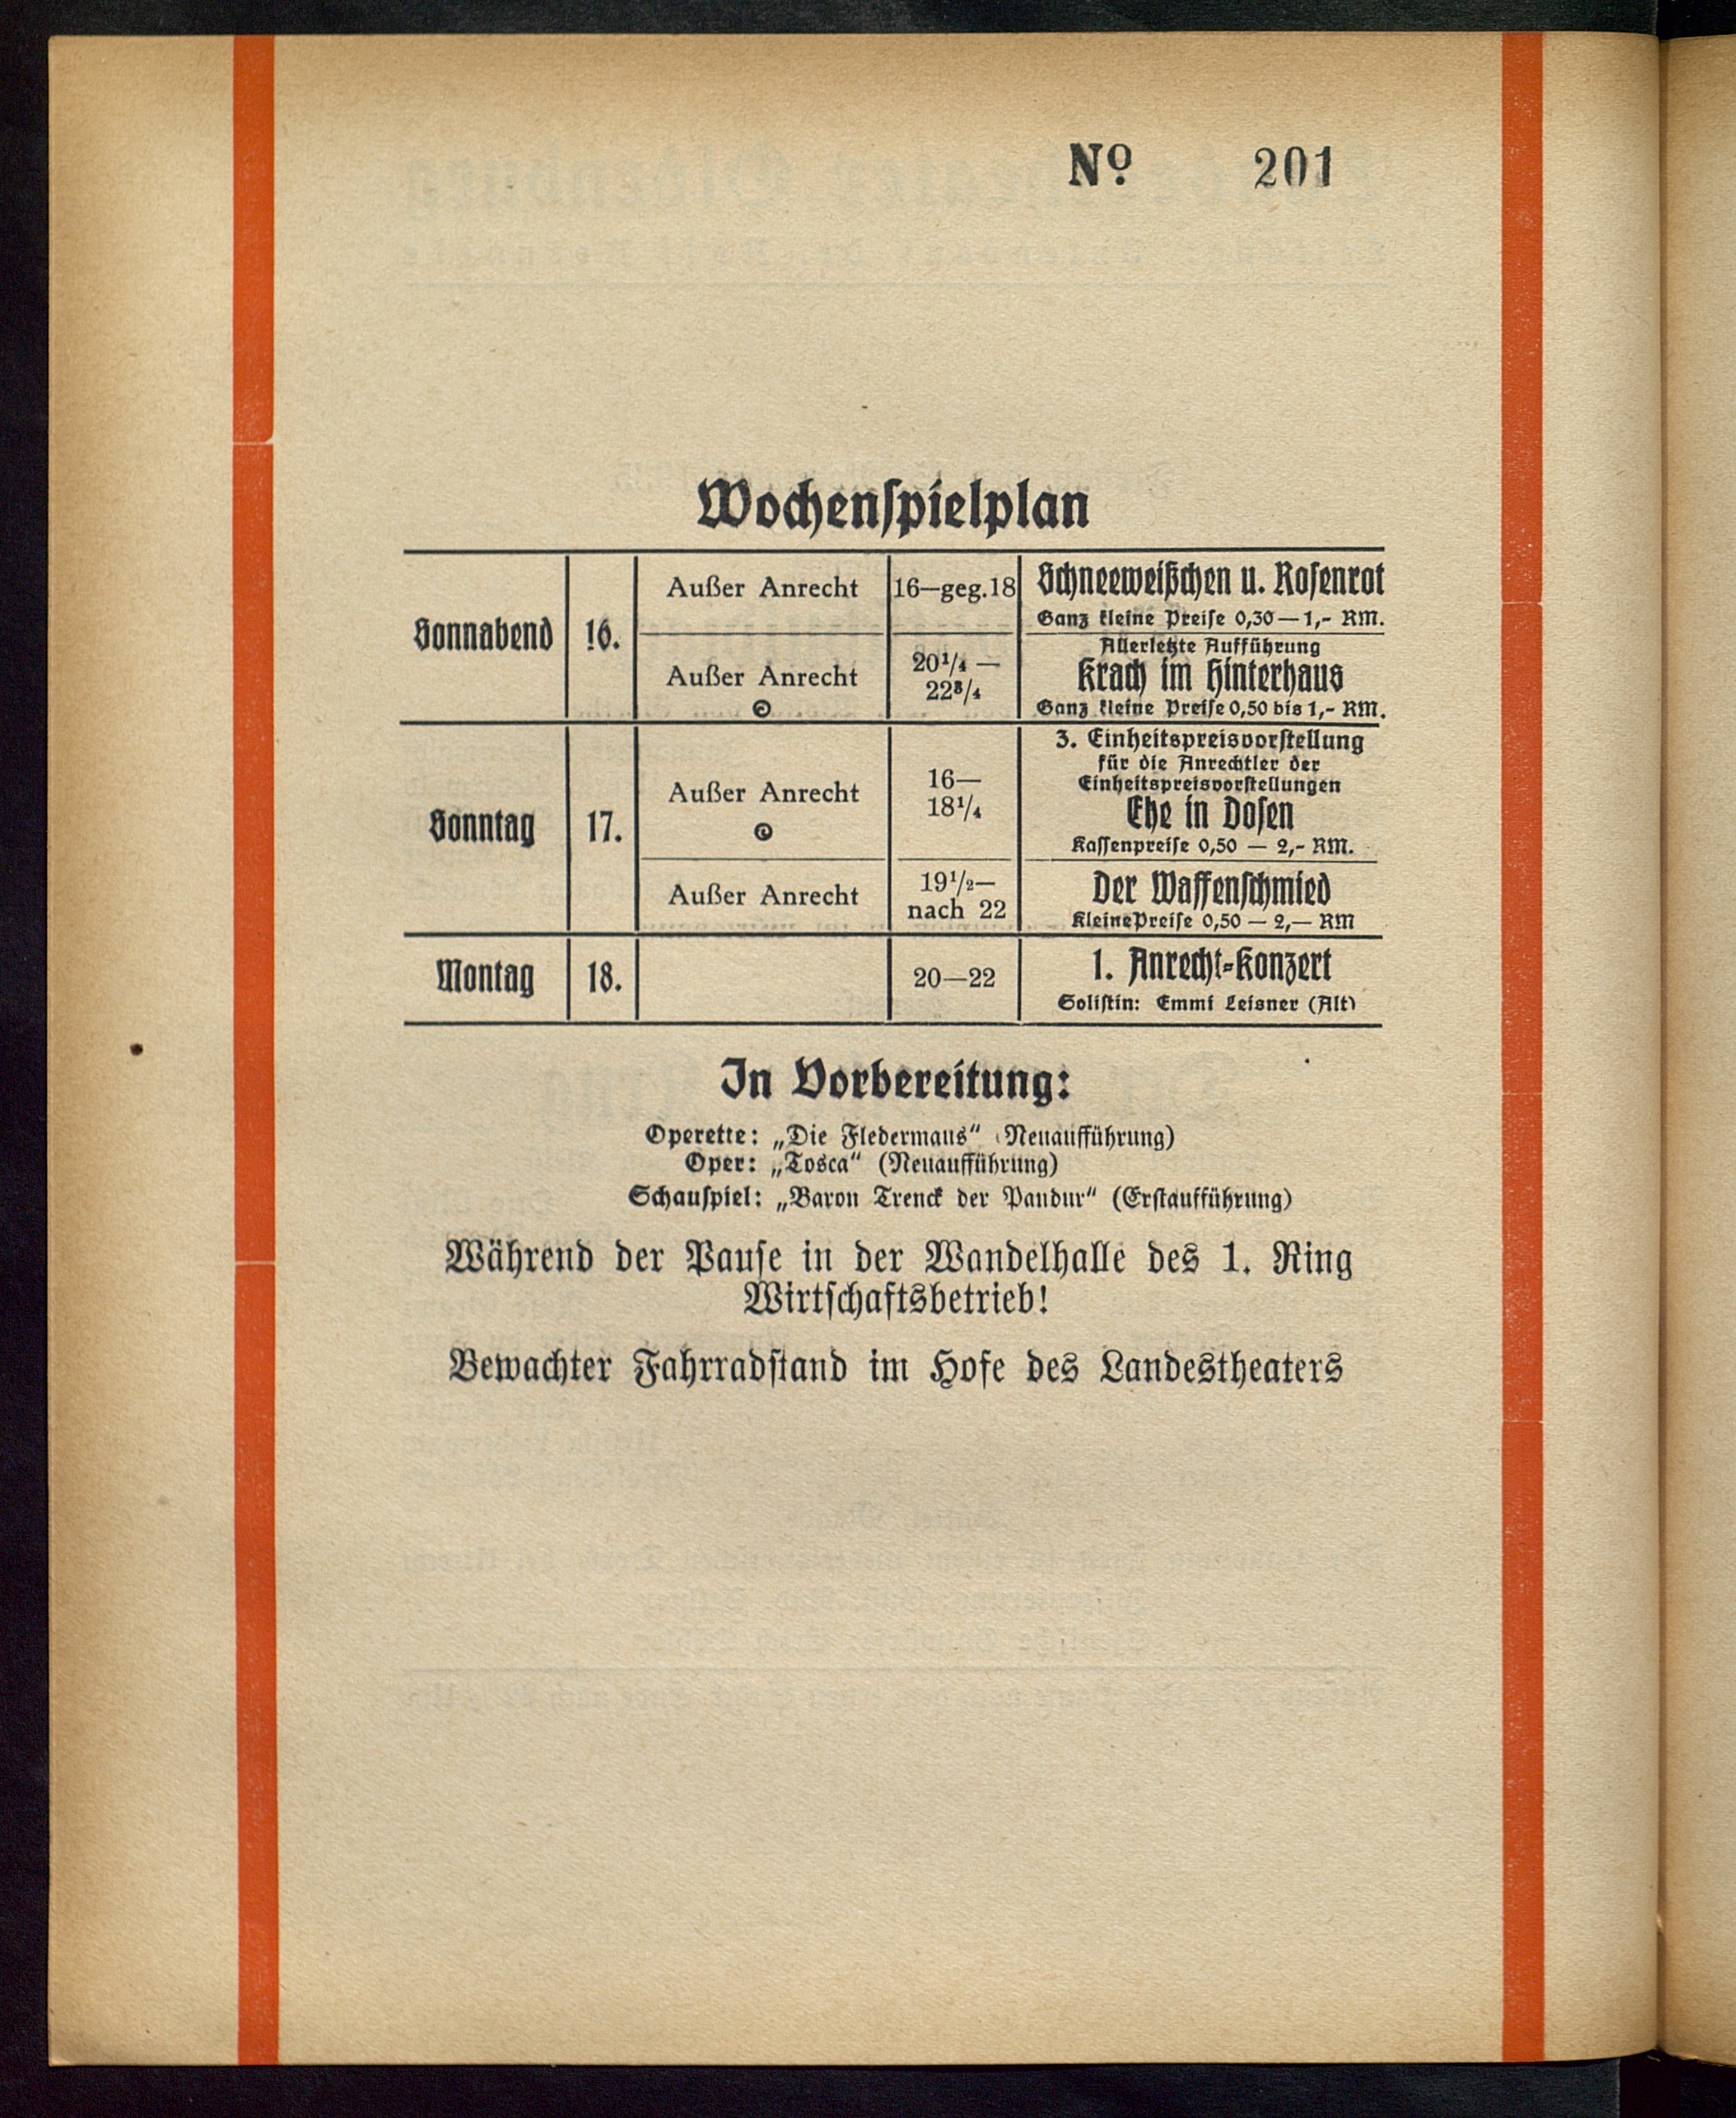 Nº 201
Wochenspielplan
Sonnabend 16. Außer Anrecht 16—geg.18 Schneeweißchen u. Rosenrot
Ganz kleine Preise 0,30 — 1,- RM.
Außer Anrecht 20¹/₄ — 22³/₄ Allerletzte Aufführung
Krach im Hinterhaus
Ganz kleine Preise 0,50 bis 1,- RM.
Sonntag 17. Außer Anrecht 16— 18¹/₄ 3. Einheitspreisvorstellung
für die Anrechtler der
Einheitspreisvorstellungen
Ehe in Dosen
Kassenpreise 0,50 — 2,- RM.
Außer Anrecht 19¹/₂— nach 22 Der Waffenschmied
Kleine Preise 0,50 — 2,— RM
Montag 18. 20—22 1. Anrecht-Konzert
Solistin: Emmi Leisner (Alt)
In Vorbereitung:
Operette: „Die Fledermaus“ (Neuaufführung)
Oper: „Tosca“ (Neuaufführung)
Schauspiel: „Baron Trenck der Pandur“ (Erstaufführung)
Während der Pause in der Wandelhalle des 1. Ring
Wirtschaftsbetrieb!
Bewachter Fahrradstand im Hofe des Landestheaters